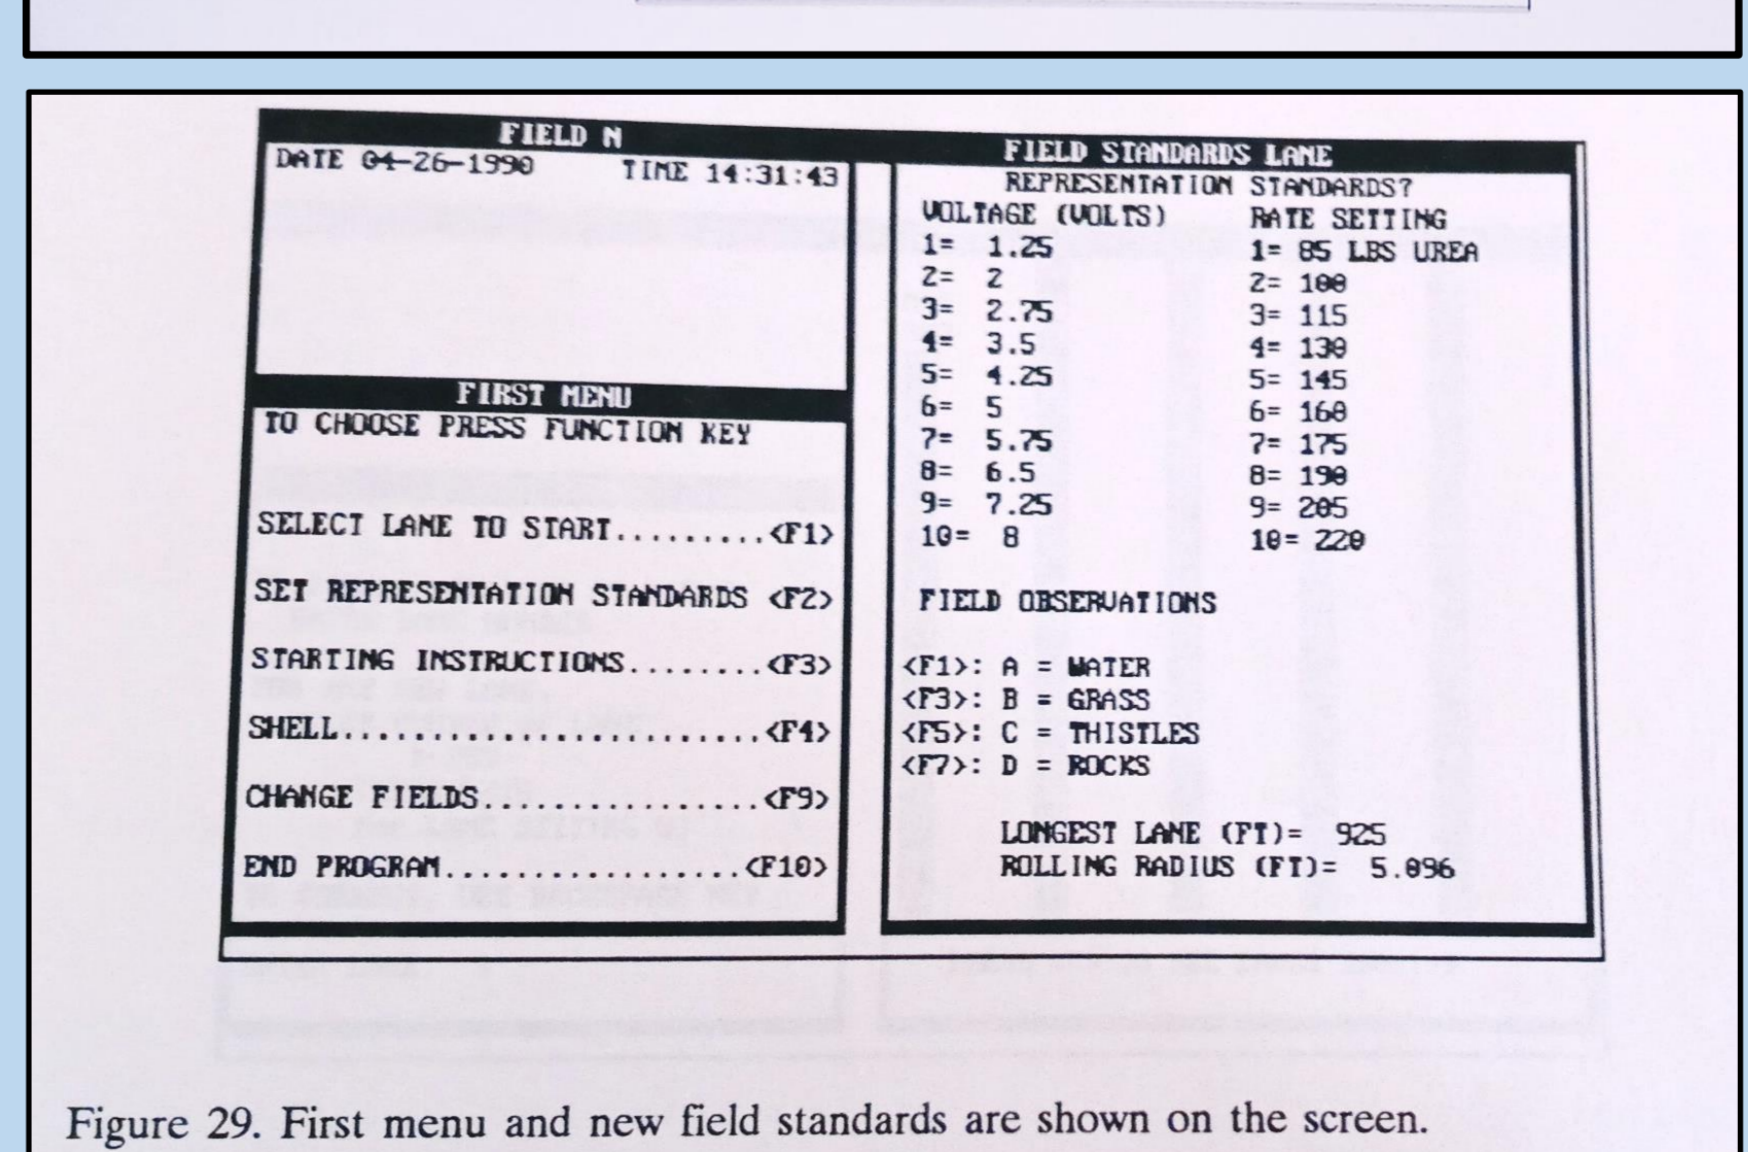 FIELD N
DATE 04-26-1990 TIME 14:31:43
FIRST MENU
TO CHOOSE PRESS FUNCTION KEY
SELECT LANE TO START.........<F1>
SET REPRESENTATION STANDARDS <F2>
STARTING INSTRUCTIONS........<F3>
SHELL........................<F4>
CHANGE FIELDS................<F9>
END PROGRAM.................<F10>
FIELD STANDARDS LANE
REPRESENTATION STANDARDS?
VOLTAGE (VOLTS) RATE SETTING
1= 1.25 1= 85 LBS UREA
2= 2 2= 100
3= 2.75 3= 115
4= 3.5 4= 130
5= 4.25 5= 145
6= 5 6= 160
7= 5.75 7= 175
8= 6.5 8= 190
9= 7.25 9= 205
10= 8 10= 220
FIELD OBSERVATIONS
<F1>: A = WATER
<F3>: B = GRASS
<F5>: C = THISTLES
<F7>: D = ROCKS
LONGEST LANE (FT)= 925
ROLLING RADIUS (FT)= 5.096
Figure 29. First menu and new field standards are shown on the screen.